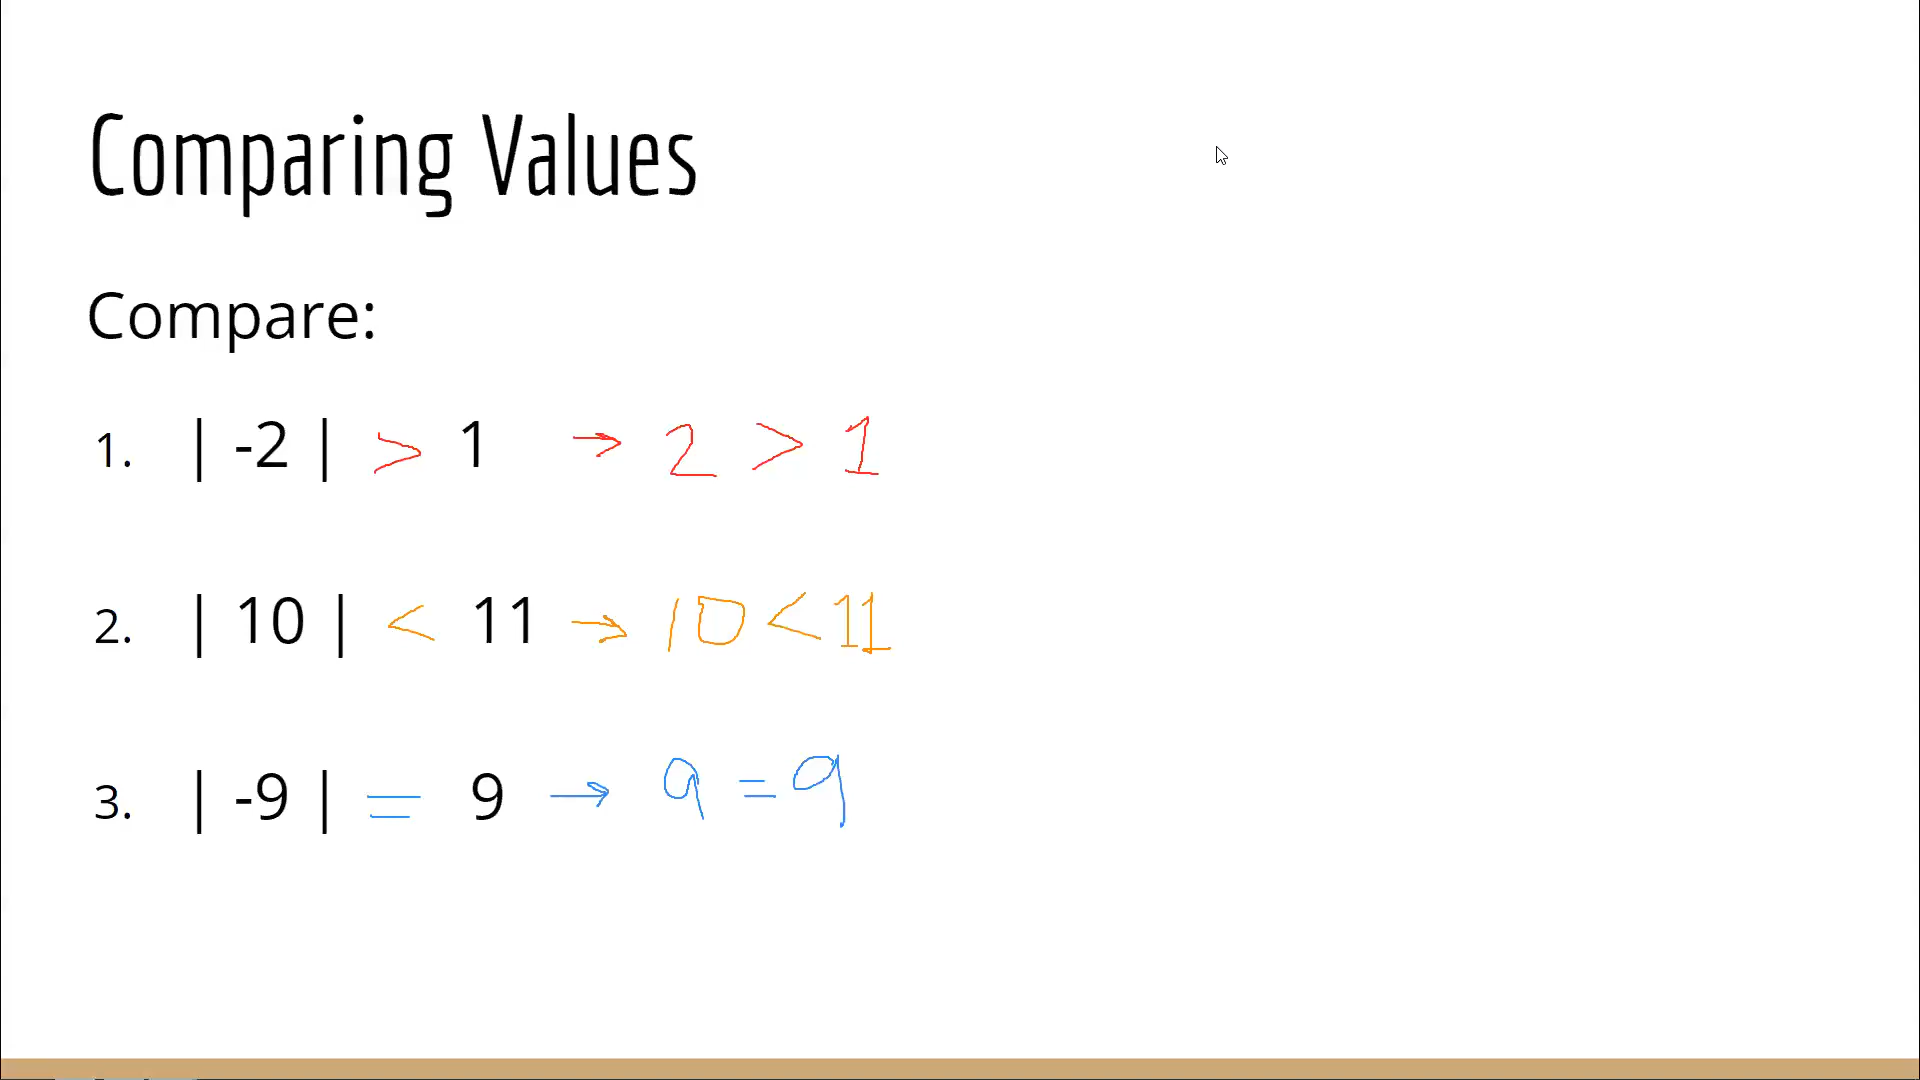 Comparing Values
Compare:
1. | -2 | > 1 → 2 > 1
2. | 10 | < 11 → 10 < 11
3. | -9 | = 9 → 9 = 9